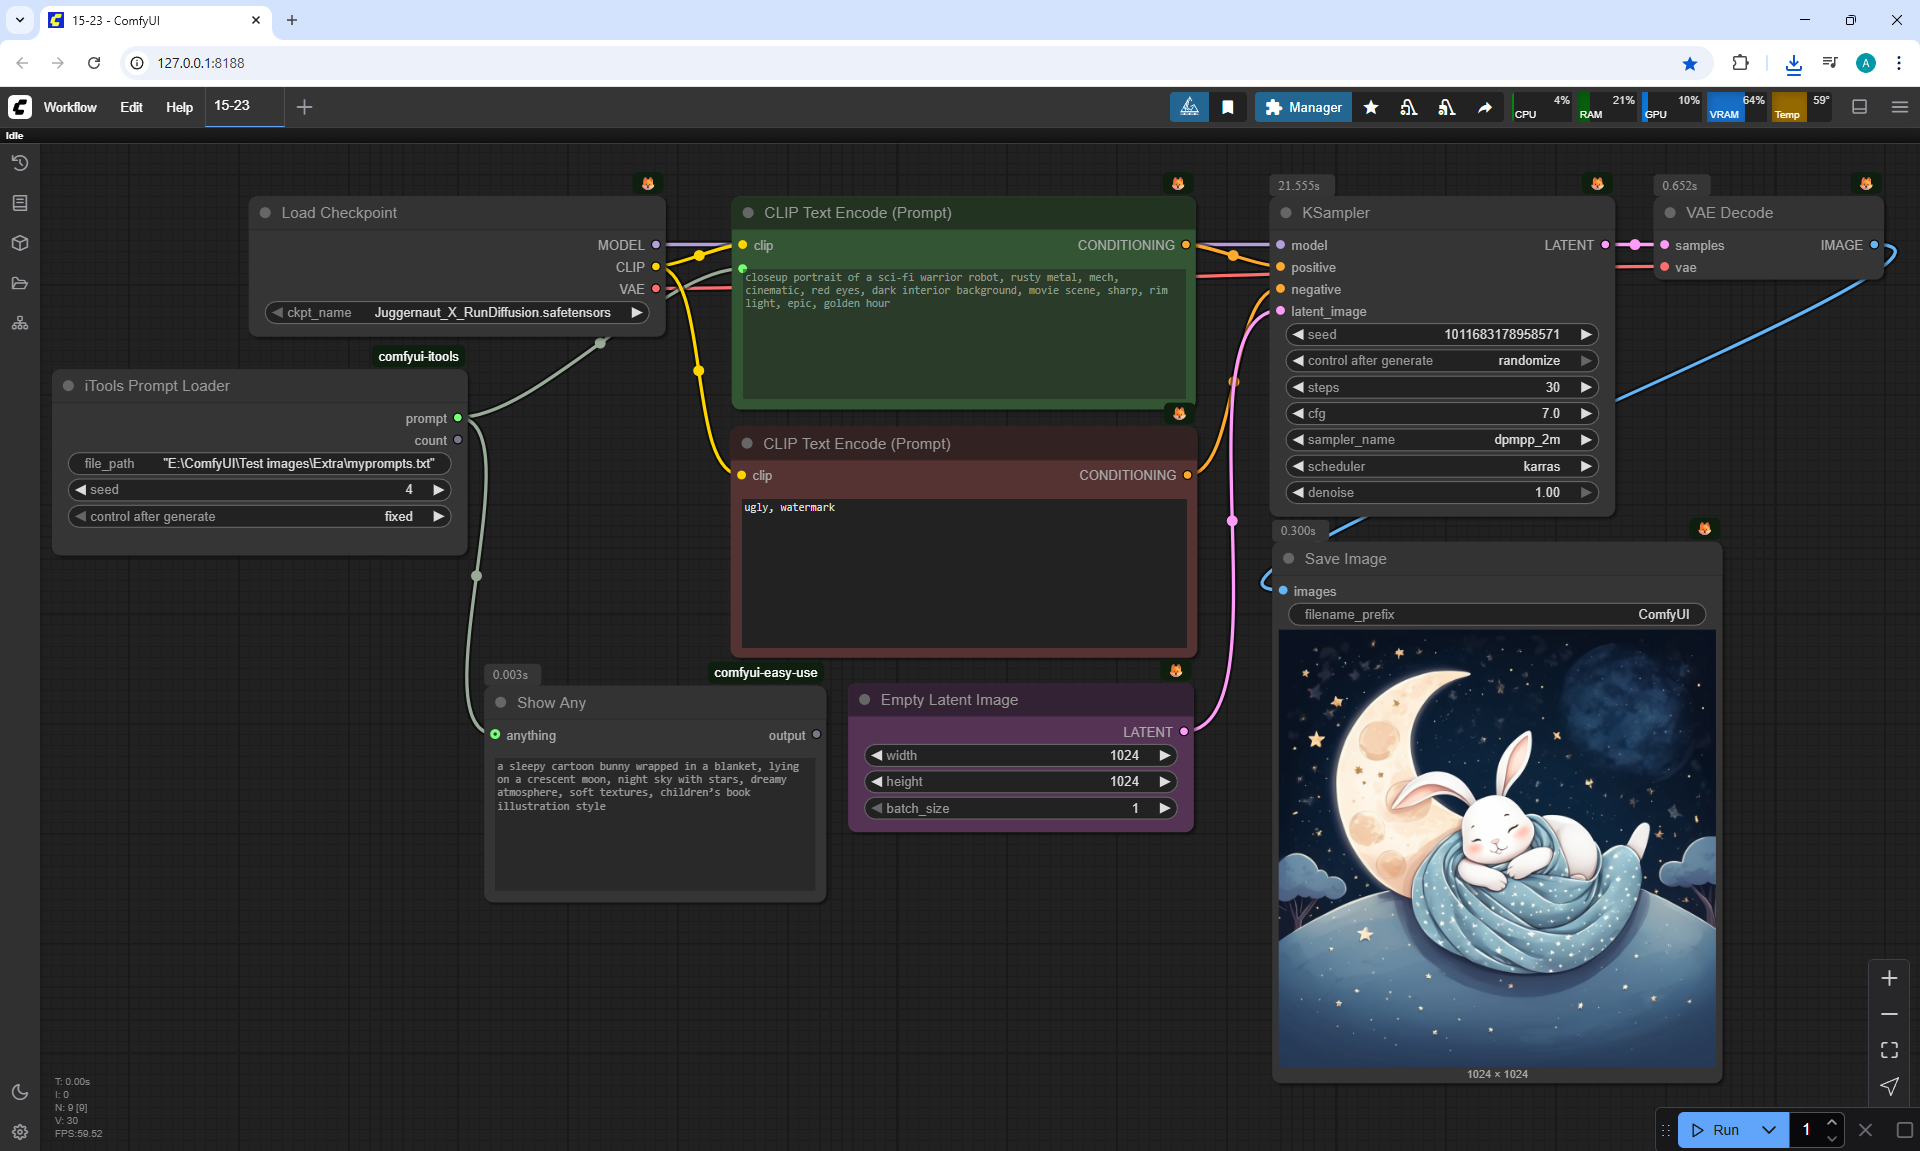 15-23 - ComfyUI
127.0.0.1:8188
A
Workflow
Edit
Help
15-23
Manager
4%
CPU
21%
RAM
10%
GPU
64%
VRAM
59°
Temp
Idle
Load Checkpoint
MODEL
CLIP
VAE
ckpt_name Juggernaut_X_RunDiffusion.safetensors
comfyui-itools
iTools Prompt Loader
prompt
count
file_path "E:\ComfyUI\Test images\Extra\myprompts.txt"
seed 4
control after generate fixed
CLIP Text Encode (Prompt)
clip CONDITIONING
closeup portrait of a sci-fi warrior robot, rusty metal, mech,
cinematic, red eyes, dark interior background, movie scene, sharp, rim
light, epic, golden hour
CLIP Text Encode (Prompt)
clip CONDITIONING
ugly, watermark
0.003s
comfyui-easy-use
Show Any
anything output
a sleepy cartoon bunny wrapped in a blanket, lying
on a crescent moon, night sky with stars, dreamy
atmosphere, soft textures, children’s book
illustration style
Empty Latent Image
LATENT
width 1024
height 1024
batch_size 1
21.555s
KSampler
model LATENT
positive
negative
latent_image
seed 1011683178958571
control after generate randomize
steps 30
cfg 7.0
sampler_name dpmpp_2m
scheduler karras
denoise 1.00
0.652s
VAE Decode
samples IMAGE
vae
0.300s
Save Image
images
filename_prefix ComfyUI
1024 × 1024
T: 0.00s
I: 0
N: 9 [9]
V: 30
FPS:59.52
Run
1